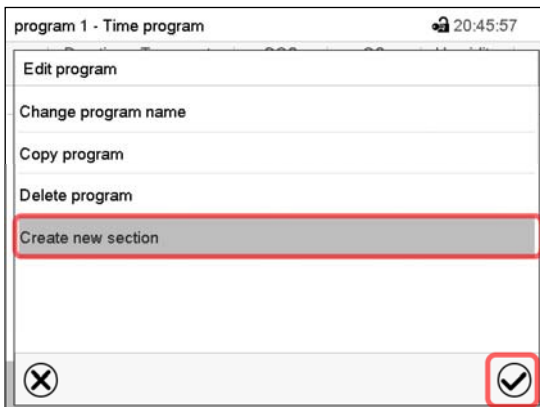 program 1 - Time program 20:45:57
Edit program
Change program name
Copy program
Delete program
Create new section